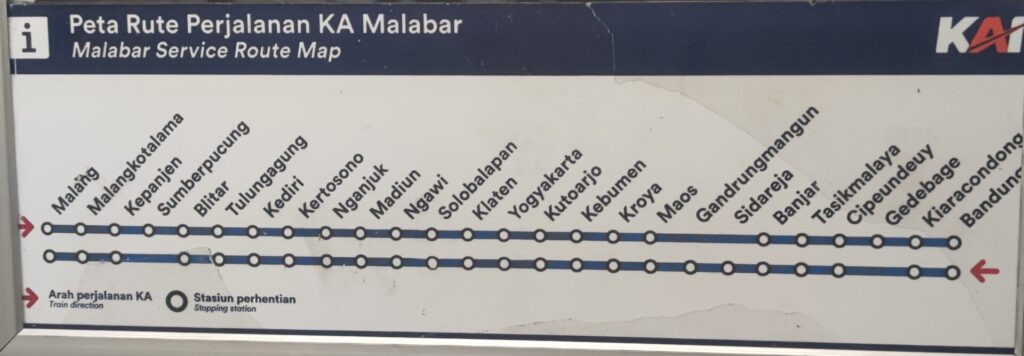 i
Peta Rute Perjalanan KA Malabar
Malabar Service Route Map
KAI
Malang
Malangkotalama
Kepanjen
Sumberpucung
Blitar
Tulungagung
Kediri
Kertosono
Nganjuk
Madiun
Ngawi
Solobalapan
Klaten
Yogyakarta
Kutoarjo
Kebumen
Kroya
Maos
Gandrungmangun
Sidareja
Banjar
Tasikmalaya
Cipeundeuy
Gedebage
Kiaracondong
Bandung
Arah perjalanan KA
Train direction
Stasiun perhentian
Stopping station